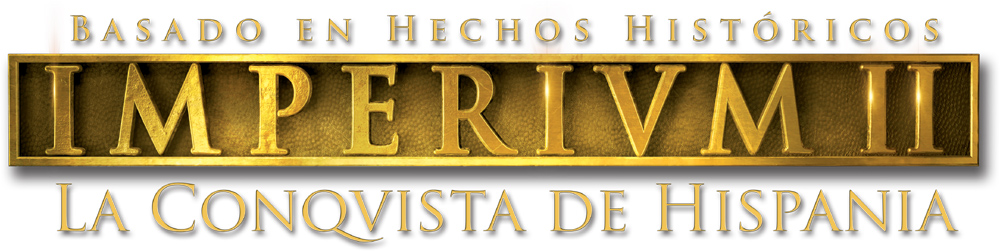 Basado en Hechos Históricos
IMPERIVM II
La Conqvista de Hispania